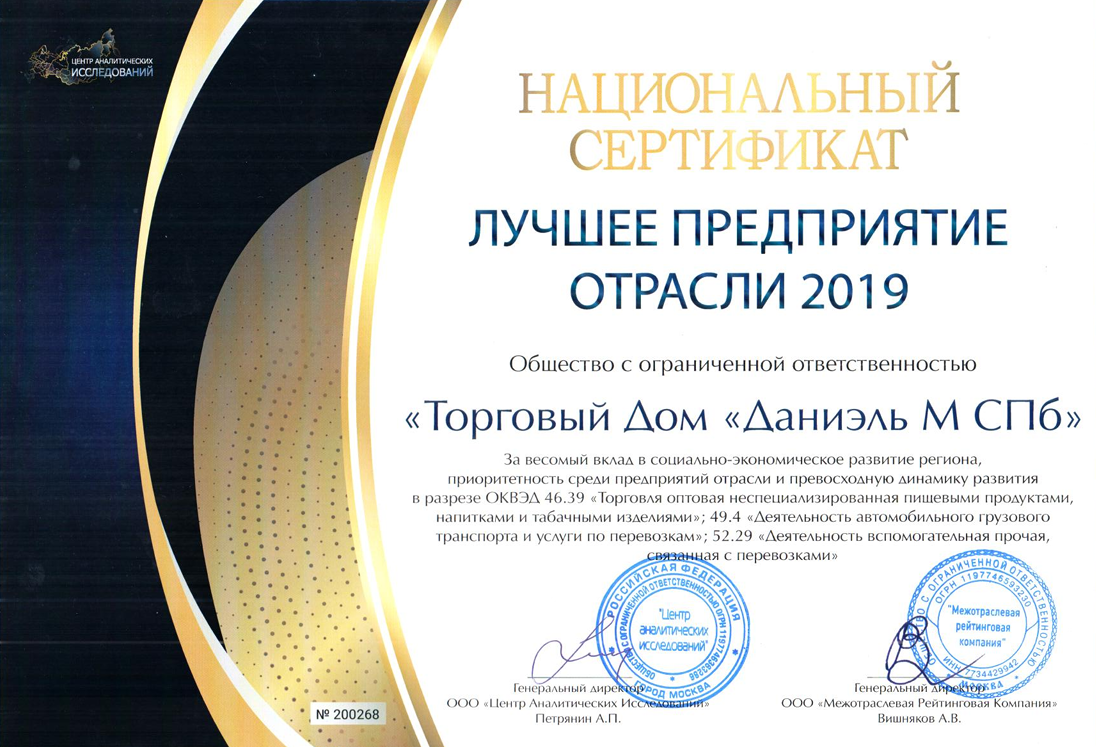 ЦЕНТР АНАЛИТИЧЕСКИХ
ИССЛЕДОВАНИЙ
НАЦИОНАЛЬНЫЙ
СЕРТИФИКАТ
ЛУЧШЕЕ ПРЕДПРИЯТИЕ
ОТРАСЛИ 2019
Общество с ограниченной ответственностью
«Торговый Дом «Даниэль М СПб»
За весомый вклад в социально-экономическое развитие региона,
приоритетность среди предприятий отрасли и превосходную динамику развития
в разрезе ОКВЭД 46.39 «Торговля оптовая неспециализированная пищевыми продуктами,
напитками и табачными изделиями»; 49.4 «Деятельность автомобильного грузового
транспорта и услуги по перевозкам»; 52.29 «Деятельность вспомогательная прочая,
связанная с перевозками»
РОССИЙСКАЯ ФЕДЕРАЦИЯ
ОБЩЕСТВО С ОГРАНИЧЕННОЙ ОТВЕТСТВЕННОСТЬЮ ОГРН
"Центр
аналитических
исследований"
ГОРОД МОСКВА
С ОГРАНИЧЕННОЙ ОТВЕТСТВЕННОСТЬЮ
ОГРН 1197746593230
"Межотраслевая
рейтинговая
компания"
ИНН 7734429942
МОСКВА
Генеральный директор
ООО «Центр Аналитических Исследований»
Петрянин А.П.
Генеральный директор
ООО «Межотраслевая Рейтинговая Компания»
Вишняков А.В.
№ 200268